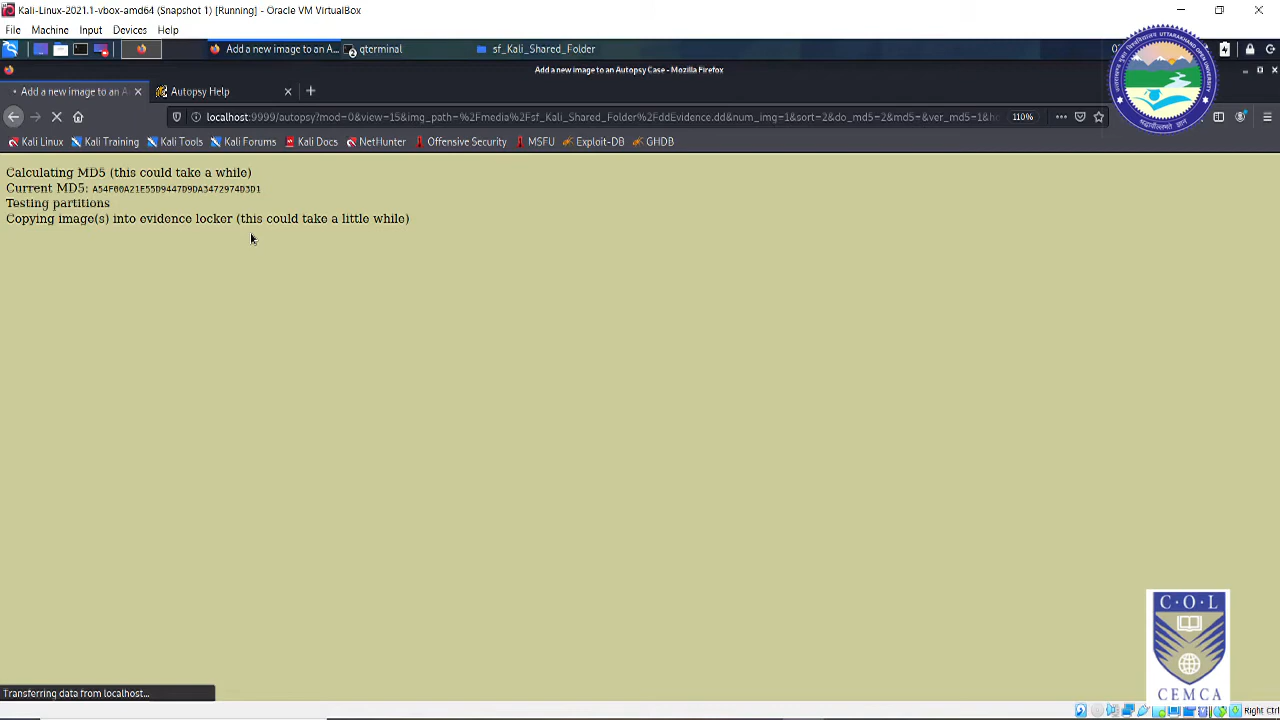 Kali-Linux-2021.1-vbox-amd64 (Snapshot 1) [Running] - Oracle VM VirtualBox
File Machine Input Devices Help
Add a new image to an A... qterminal sf_Kali_Shared_Folder
Add a new image to an Autopsy Case - Mozilla Firefox
Add a new image to an A Autopsy Help
localhost:9999/autopsy?mod=0&view=15&img_path=%2Fmedia%2Fsf_Kali_Shared_Folder%2FddEvidence.dd&num_img=1&sort=2&do_md5=2&md5=&ver_md5=1&h 110%
Kali Linux Kali Training Kali Tools Kali Forums Kali Docs NetHunter Offensive Security MSFU Exploit-DB GHDB
Calculating MD5 (this could take a while)
Current MD5: A54F00A21E55D9447D9DA3472974D3D1
Testing partitions
Copying image(s) into evidence locker (this could take a little while)
C·O·L
CEMCA
Transferring data from localhost...
Right Ctrl